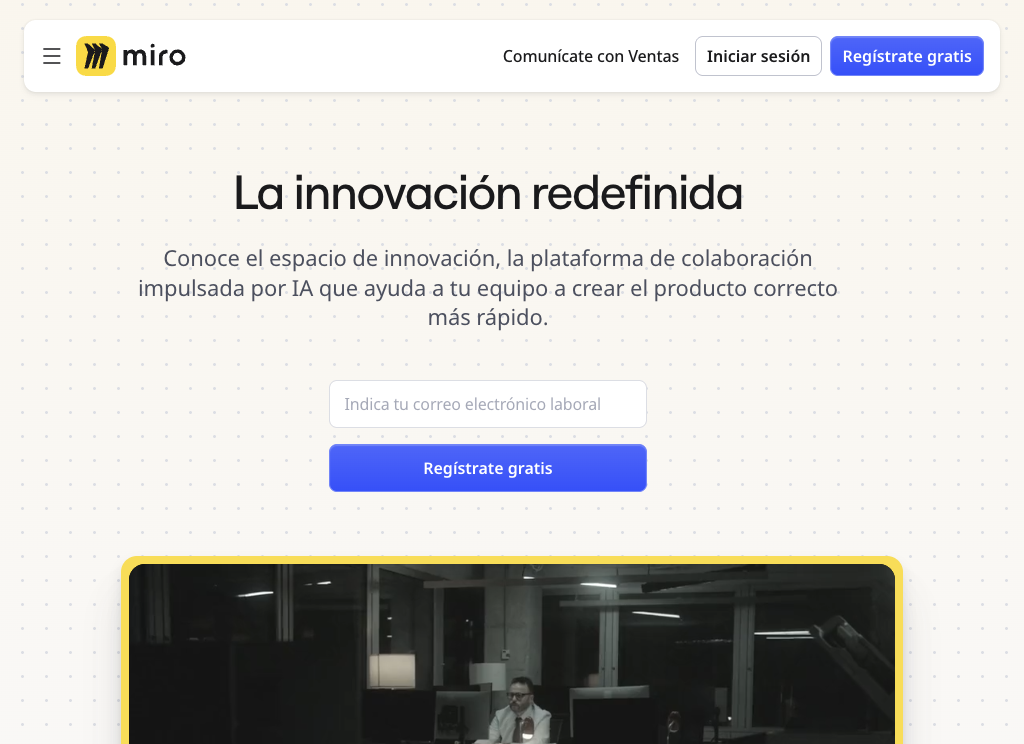 miro
Comunícate con Ventas
Iniciar sesión
Regístrate gratis
La innovación redefinida
Conoce el espacio de innovación, la plataforma de colaboración
impulsada por IA que ayuda a tu equipo a crear el producto correcto
más rápido.
Indica tu correo electrónico laboral
Regístrate gratis